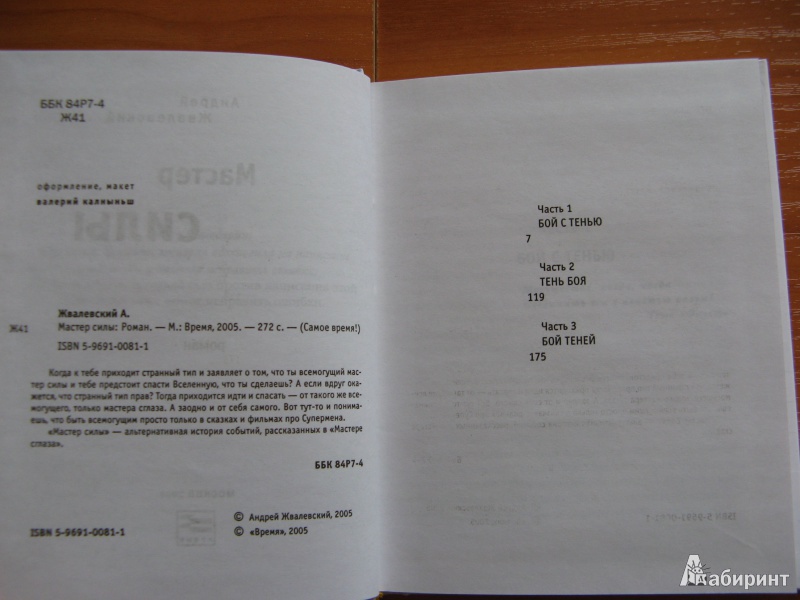 ББК 84Р7-4
Ж41
оформление, макет
валерий калныньш
Жвалевский А.
Ж41 Мастер силы: Роман. — М.: Время, 2005. — 272 с. — (Самое время!)
ISBN 5-9691-0081-1
Когда к тебе приходит странный тип и заявляет о том, что ты всемогущий мас-
тер силы и тебе предстоит спасти Вселенную, что ты сделаешь? А если вдруг ока-
жется, что странный тип прав? Тогда приходится идти и спасать — от такого же все-
могущего, только мастера сглаза. А заодно и от себя самого. Вот тут-то и понима-
ешь, что быть всемогущим просто только в сказках и фильмах про Супермена.
«Мастер силы» — альтернативная история событий, рассказанных в «Мастере
сглаза».
ББК 84Р7-4
© Андрей Жвалевский, 2005
ISBN 5-9691-0081-1 © «Время», 2005
Часть 1
БОЙ С ТЕНЬЮ
7
Часть 2
ТЕНЬ БОЯ
119
Часть 3
БОЙ ТЕНЕЙ
175
Лабиринт